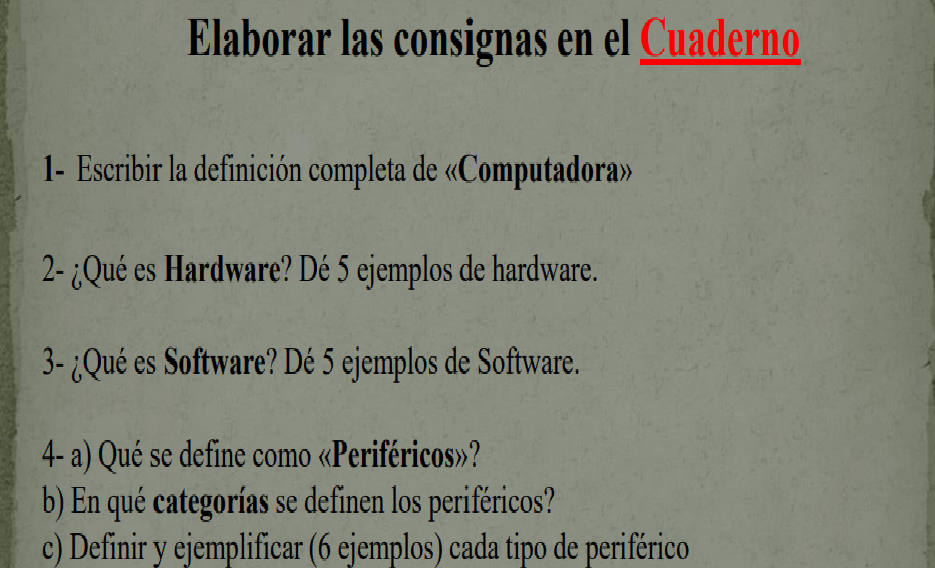 Elaborar las consignas en el Cuaderno
1- Escribir la definición completa de «Computadora»
2- ¿Qué es Hardware? Dé 5 ejemplos de hardware.
3- ¿Qué es Software? Dé 5 ejemplos de Software.
4- a) Qué se define como «Periféricos»?
b) En qué categorías se definen los periféricos?
c) Definir y ejemplificar (6 ejemplos) cada tipo de periférico